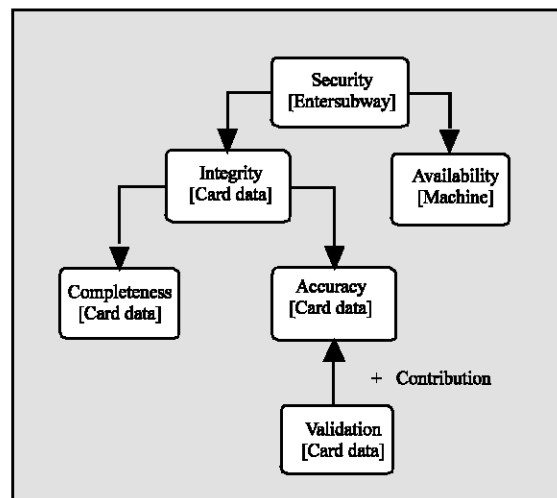 Security
[Entersubway]
Integrity
[Card data]
Availability
[Machine]
Completeness
[Card data]
Accuracy
[Card data]
+ Contribution
Validation
[Card data]